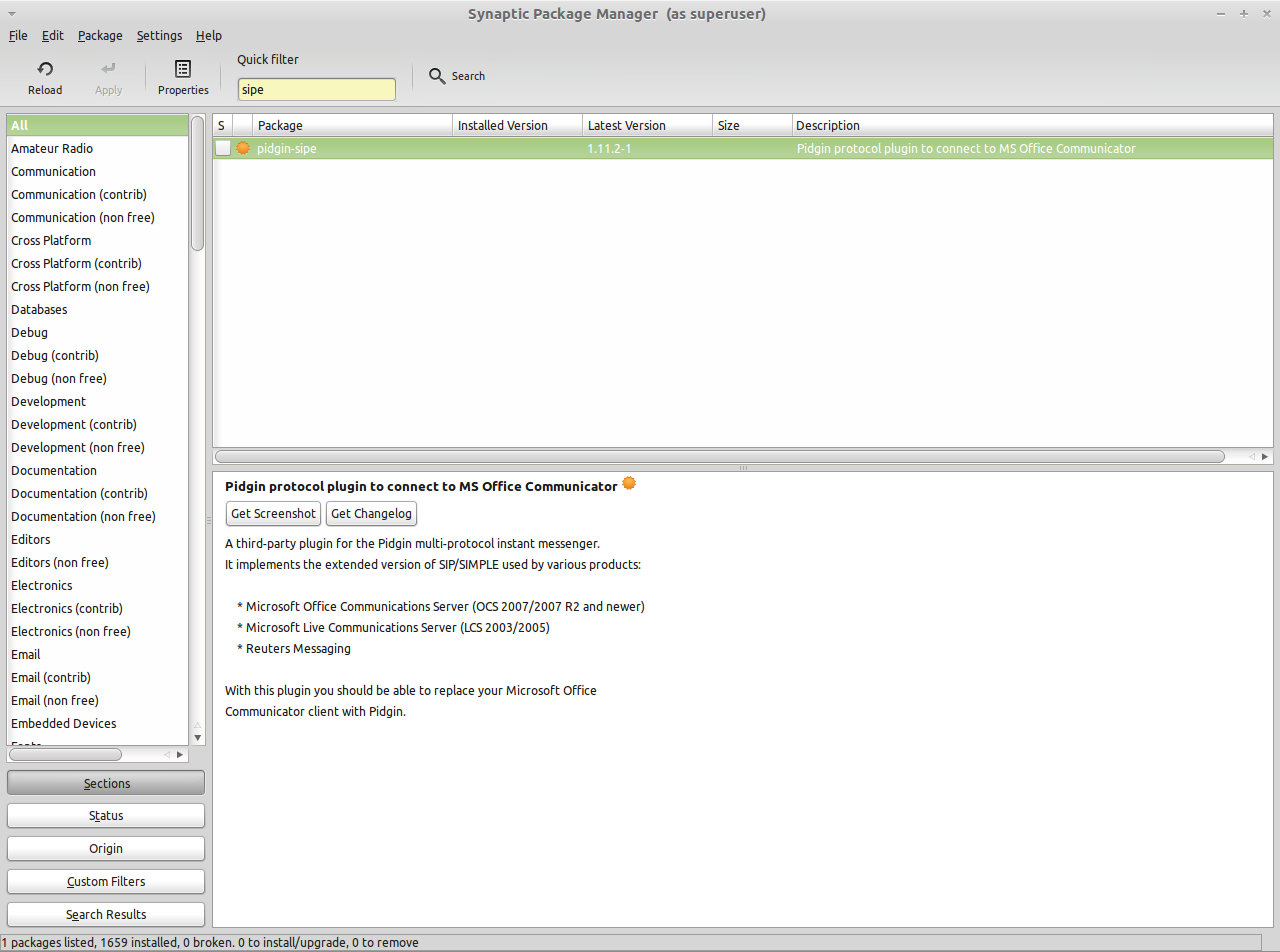 Synaptic Package Manager (as superuser)
File Edit Package Settings Help
Quick filter
Reload Apply Properties sipe Search
All
Amateur Radio
Communication
Communication (contrib)
Communication (non free)
Cross Platform
Cross Platform (contrib)
Cross Platform (non free)
Databases
Debug
Debug (contrib)
Debug (non free)
Development
Development (contrib)
Development (non free)
Documentation
Documentation (contrib)
Documentation (non free)
Editors
Editors (non free)
Electronics
Electronics (contrib)
Electronics (non free)
Email
Email (contrib)
Email (non free)
Embedded Devices
Sections
Status
Origin
Custom Filters
Search Results
S Package Installed Version Latest Version Size Description
pidgin-sipe 1.11.2-1 Pidgin protocol plugin to connect to MS Office Communicator
Pidgin protocol plugin to connect to MS Office Communicator
Get Screenshot Get Changelog
A third-party plugin for the Pidgin multi-protocol instant messenger.
It implements the extended version of SIP/SIMPLE used by various products:
* Microsoft Office Communications Server (OCS 2007/2007 R2 and newer)
* Microsoft Live Communications Server (LCS 2003/2005)
* Reuters Messaging
With this plugin you should be able to replace your Microsoft Office
Communicator client with Pidgin.
1 packages listed, 1659 installed, 0 broken. 0 to install/upgrade, 0 to remove